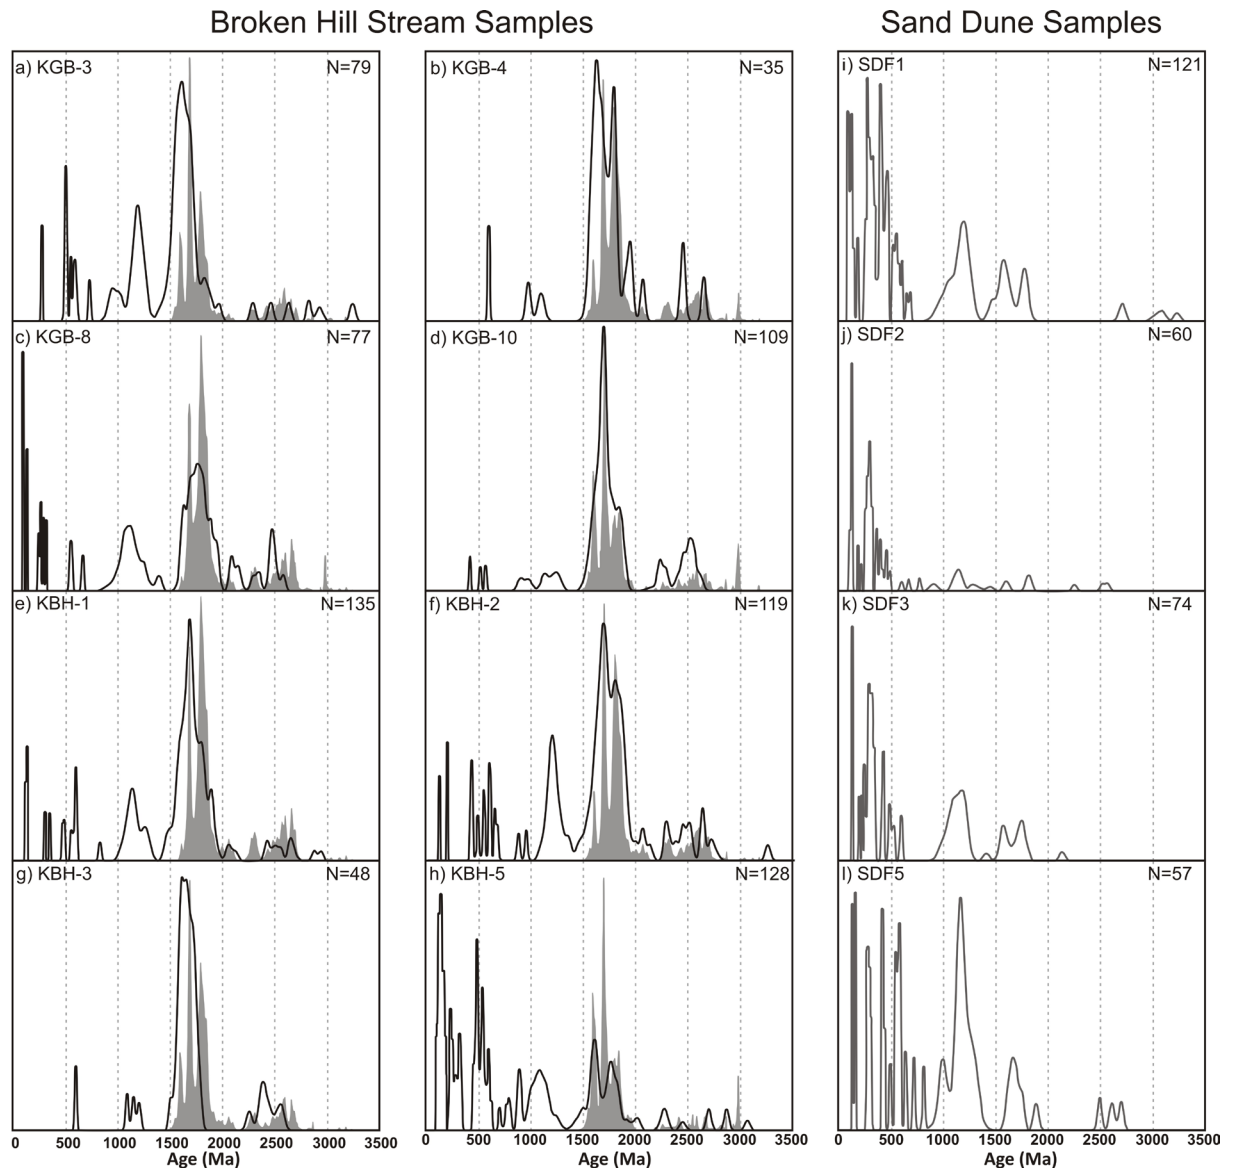 Broken Hill Stream Samples
Sand Dune Samples
a) KGB-3 N=79
b) KGB-4 N=35
i) SDF1 N=121
c) KGB-8 N=77
d) KGB-10 N=109
j) SDF2 N=60
e) KBH-1 N=135
f) KBH-2 N=119
k) SDF3 N=74
g) KBH-3 N=48
h) KBH-5 N=128
l) SDF5 N=57
0 500 1000 1500 2000 2500 3000 3500
0 500 1000 1500 2000 2500 3000 3500
0 500 1000 1500 2000 2500 3000 3500
Age (Ma)
Age (Ma)
Age (Ma)